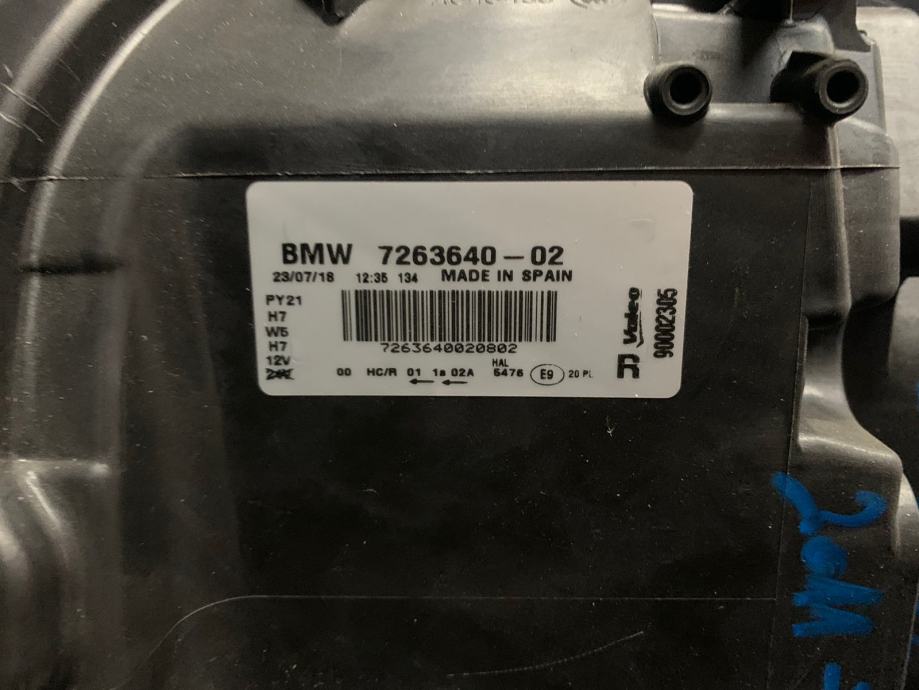 BMW 7263640-02
23/07/18 12:35 134 MADE IN SPAIN
PY21
H7
W5
H7
12V
7263640020802
HAL
00 HC/R 01 1a 02A 5476 E9 20 PL
Valeo
90002305